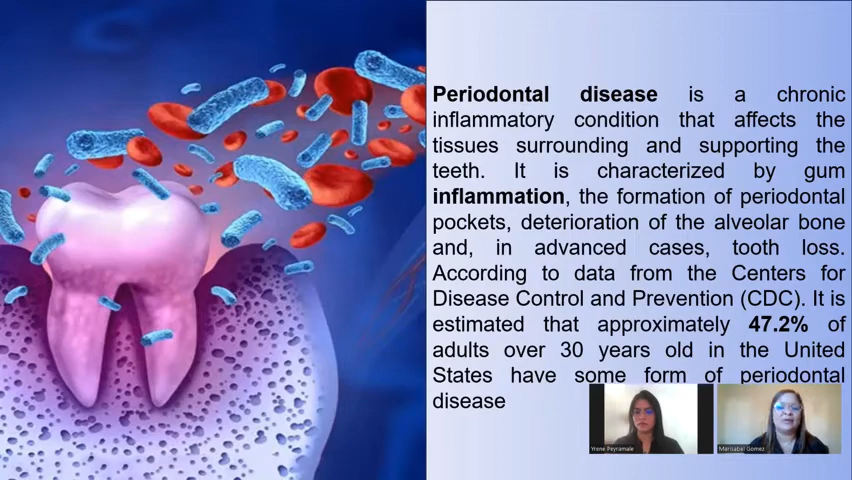 Periodontal disease is a chronic
inflammatory condition that affects the
tissues surrounding and supporting the
teeth. It is characterized by gum
inflammation, the formation of periodontal
pockets, deterioration of the alveolar bone
and, in advanced cases, tooth loss.
According to data from the Centers for
Disease Control and Prevention (CDC). It is
estimated that approximately 47.2% of
adults over 30 years old in the United
States have some form of periodontal
disease
Yrene Peyramale
Marisabel Gomez